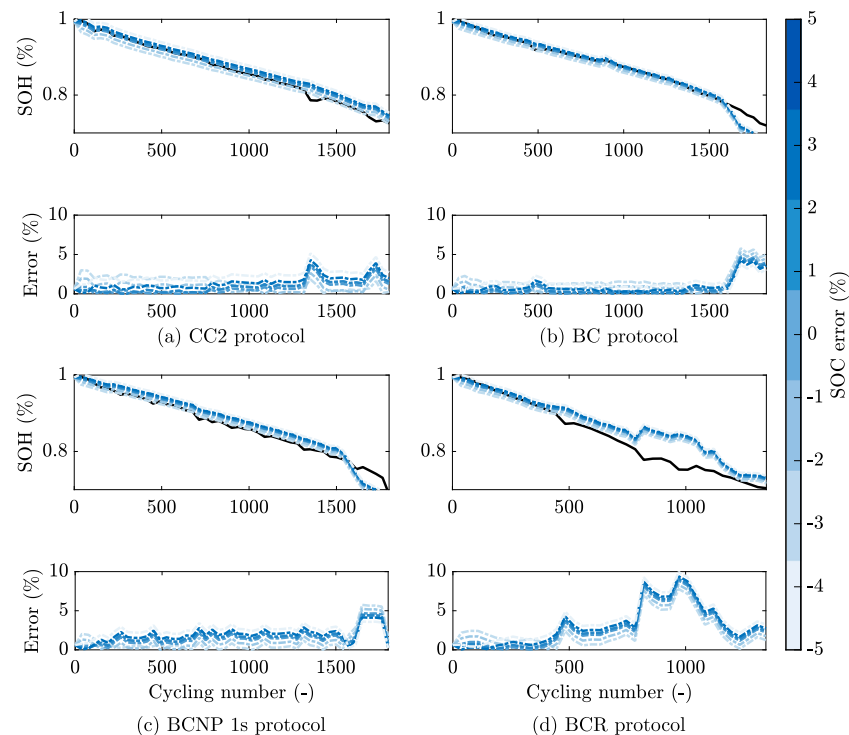 1
0.8
SOH (%)
0 500 1000 1500
10
5
0
Error (%)
0 500 1000 1500
(a) CC2 protocol
1
0.8
0 500 1000 1500
10
5
0
0 500 1000 1500
(b) BC protocol
1
0.8
SOH (%)
0 500 1000 1500
10
5
0
Error (%)
0 500 1000 1500
Cycling number (-)
(c) BCNP 1s protocol
1
0.8
0 500 1000
10
5
0
0 500 1000
Cycling number (-)
(d) BCR protocol
5
4
3
2
1
0
-1
-2
-3
-4
-5
SOC error (%)